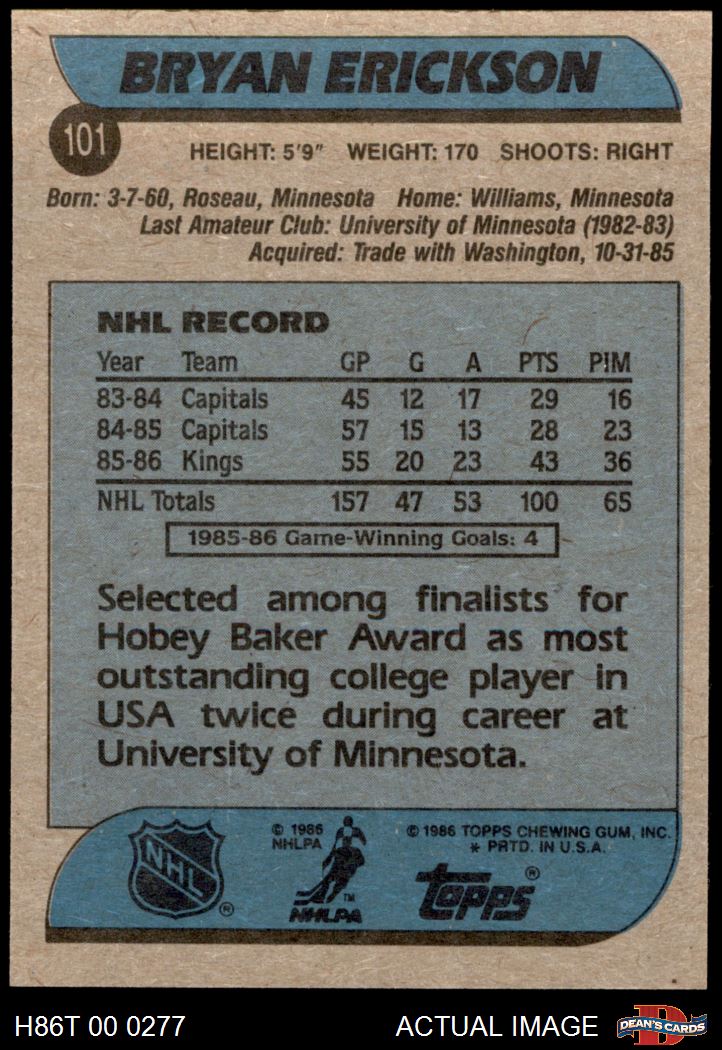 BRYAN ERICKSON
101
HEIGHT: 5'9" WEIGHT: 170 SHOOTS: RIGHT
Born: 3-7-60, Roseau, Minnesota Home: Williams, Minnesota
Last Amateur Club: University of Minnesota (1982-83)
Acquired: Trade with Washington, 10-31-85
NHL RECORD
Year Team GP G A PTS PIM
83-84 Capitals 45 12 17 29 16
84-85 Capitals 57 15 13 28 23
85-86 Kings 55 20 23 43 36
NHL Totals 157 47 53 100 65
1985-86 Game-Winning Goals: 4
Selected among finalists for
Hobey Baker Award as most
outstanding college player in
USA twice during career at
University of Minnesota.
NHL ®
© 1986
NHLPA
TM
NHLPA
© 1986 TOPPS CHEWING GUM, INC.
* PRTD. IN U.S.A.
topps ®
H86T 00 0277
ACTUAL IMAGE
D
DEAN'S CARDS